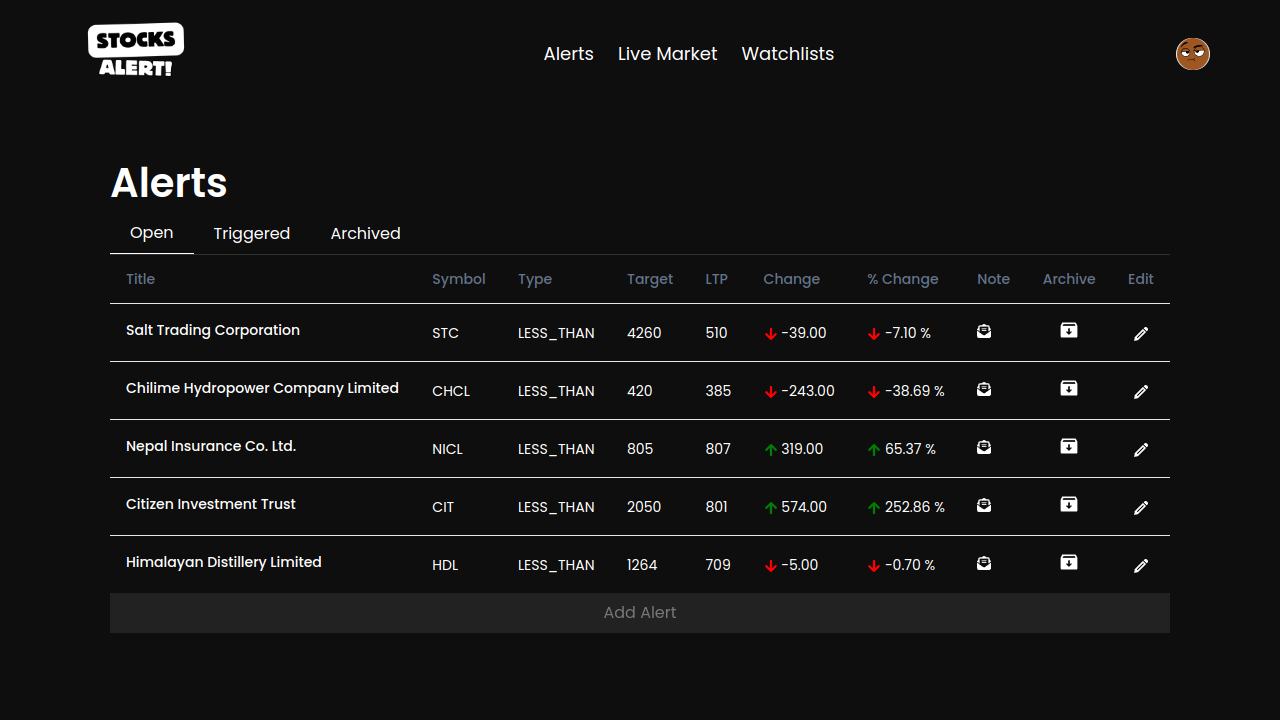 STOCKS
ALERT!
Alerts Live Market Watchlists
Alerts
Open Triggered Archived
Title Symbol Type Target LTP Change % Change Note Archive Edit
Salt Trading Corporation STC LESS_THAN 4260 510 -39.00 -7.10 %
Chilime Hydropower Company Limited CHCL LESS_THAN 420 385 -243.00 -38.69 %
Nepal Insurance Co. Ltd. NICL LESS_THAN 805 807 319.00 65.37 %
Citizen Investment Trust CIT LESS_THAN 2050 801 574.00 252.86 %
Himalayan Distillery Limited HDL LESS_THAN 1264 709 -5.00 -0.70 %
Add Alert